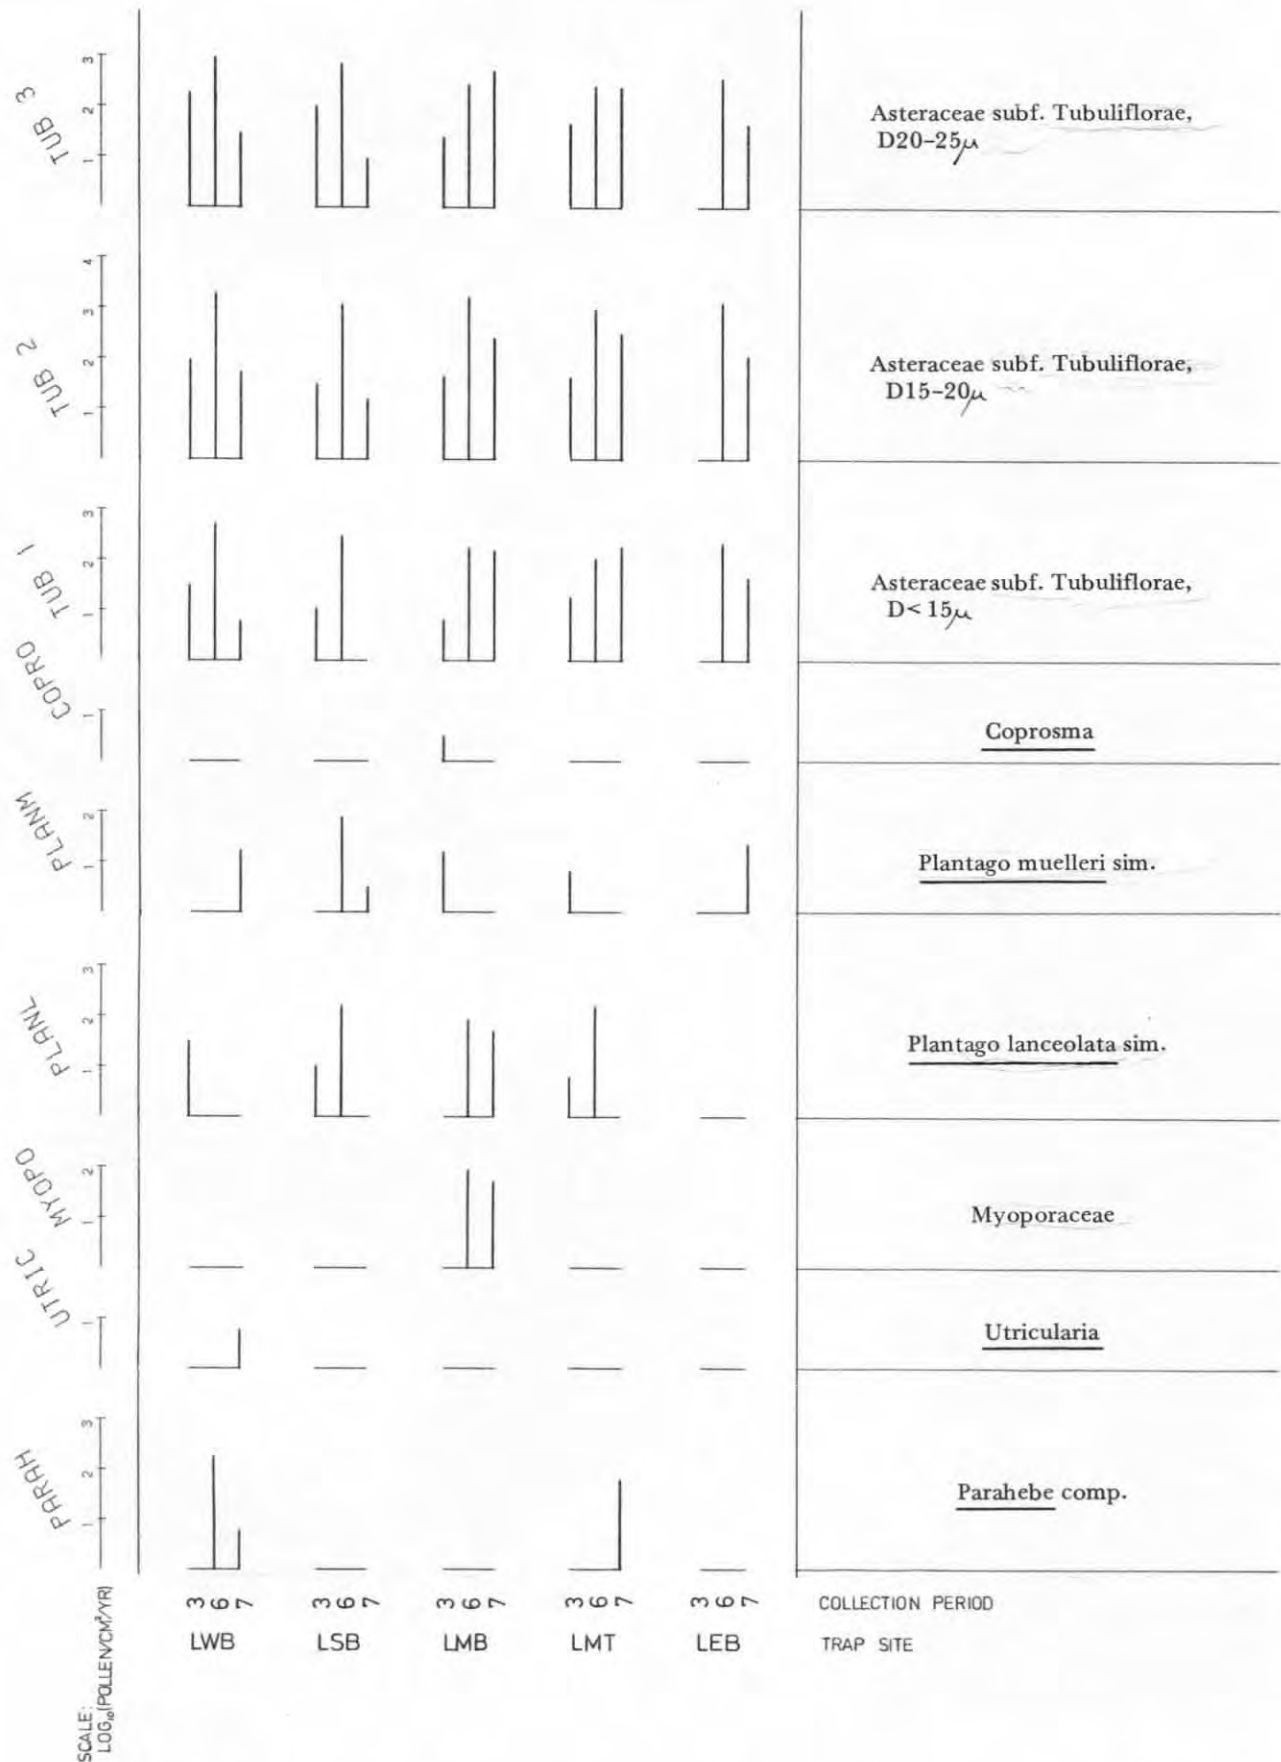 TUB 3
3
2
1
Asteraceae subf. Tubuliflorae,
D20-25μ
TUB 2
4
3
2
1
Asteraceae subf. Tubuliflorae,
D15-20μ
TUB 1
3
2
1
Asteraceae subf. Tubuliflorae,
D< 15μ
COPRO
1
Coprosma
PLANM
2
1
Plantago muelleri sim.
PLANL
3
2
1
Plantago lanceolata sim.
MYOPO
2
1
Myoporaceae
UTRIC
1
Utricularia
PARAH
3
2
1
Parahebe comp.
3 6 7 3 6 7 3 6 7 3 6 7 3 6 7 COLLECTION PERIOD
LWB LSB LMB LMT LEB TRAP SITE
SCALE:
LOG₁₀(POLLEN/CM²/YR)